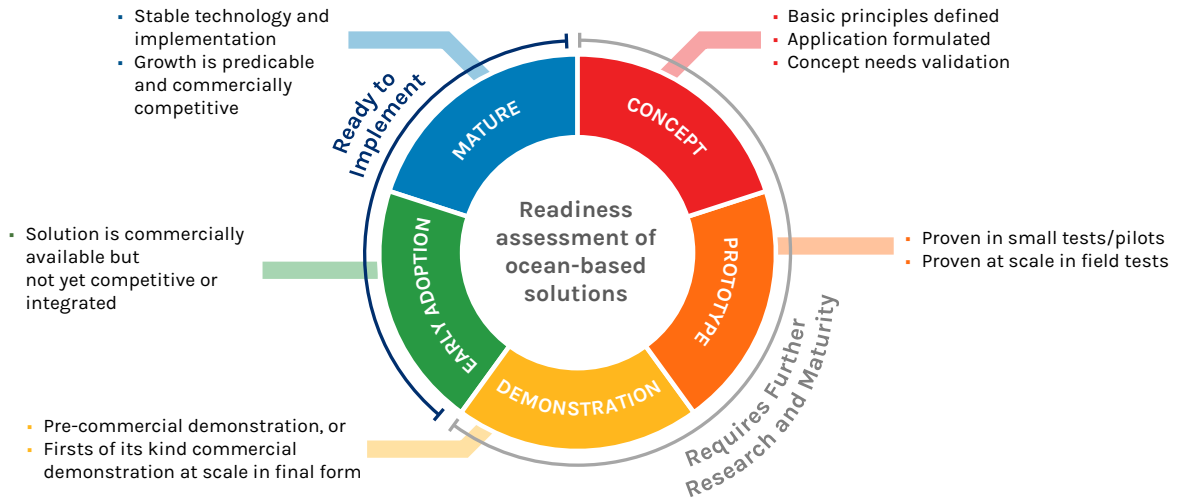 ▪ Stable technology and
implementation
▪ Growth is predicable
and commercially
competitive
▪ Basic principles defined
▪ Application formulated
▪ Concept needs validation
Ready to
Implement
MATURE
CONCEPT
Readiness
assessment of
ocean-based
solutions
▪ Solution is commercially
available but
not yet competitive or
integrated
EARLY ADOPTION
PROTOTYPE
▪ Proven in small tests/pilots
▪ Proven at scale in field tests
DEMONSTRATION
Requires Further
Research and Maturity
▪ Pre-commercial demonstration, or
▪ Firsts of its kind commercial
demonstration at scale in final form